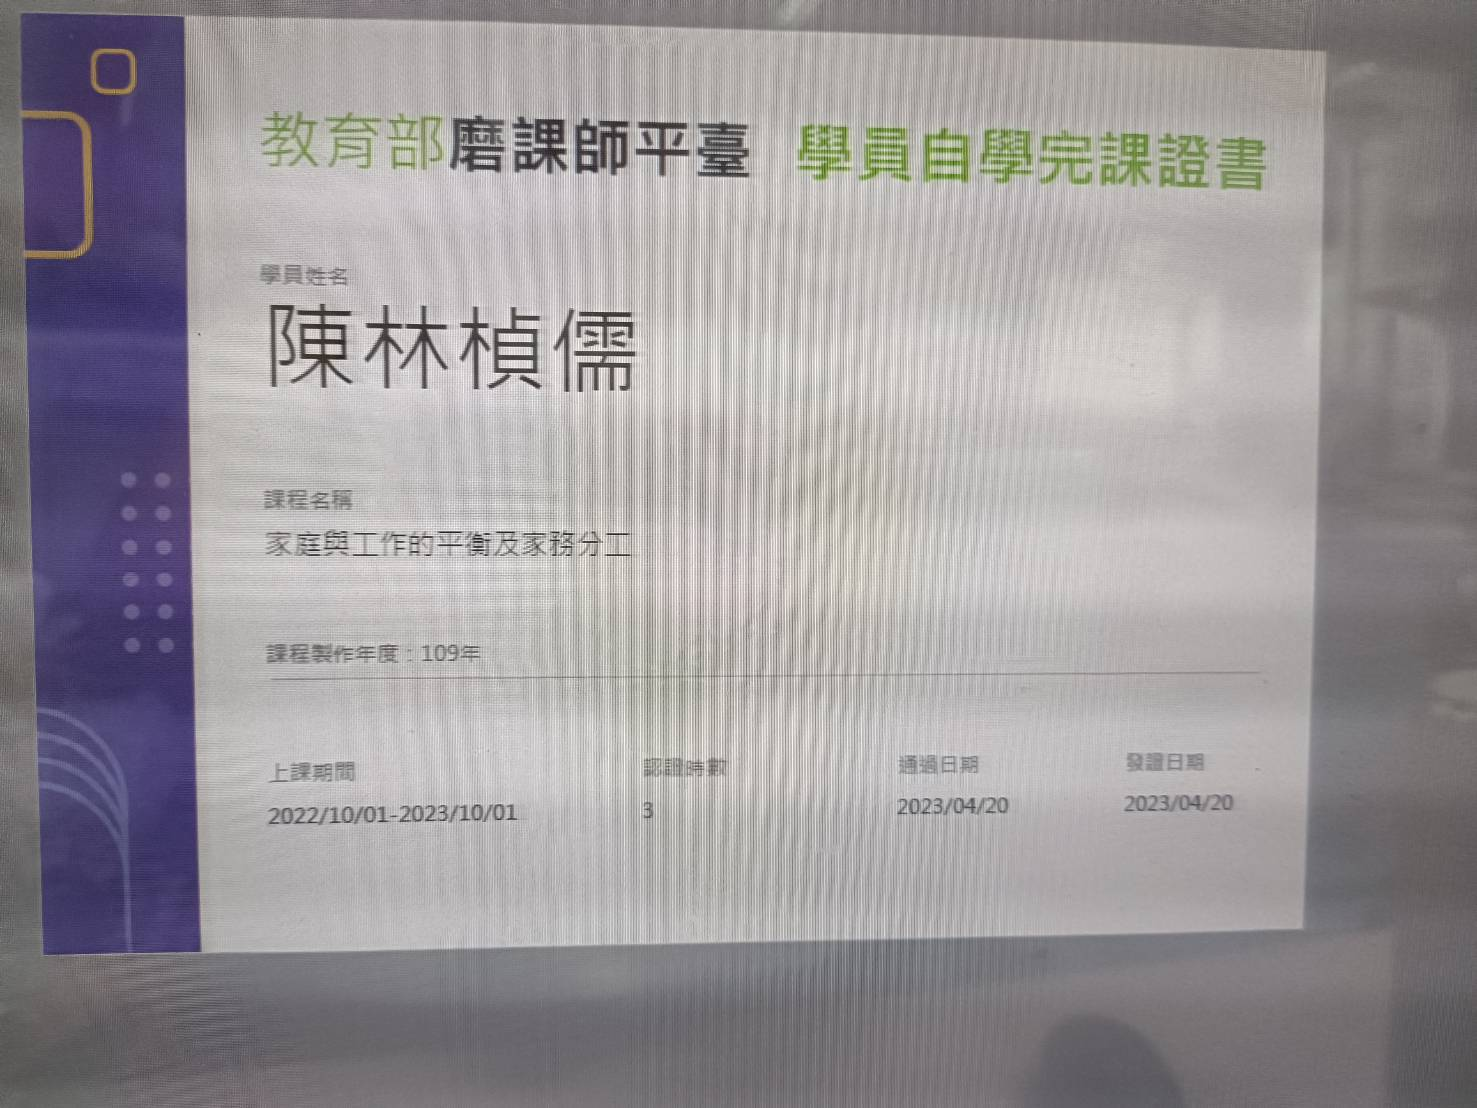 教育部磨課師平臺 學員自學完課證書
學員姓名
陳林楨儒
課程名稱
家庭與工作的平衡及家務分工
課程製作年度：109年
上課期間 認證時數 通過日期 發證日期
2022/10/01-2023/10/01 3 2023/04/20 2023/04/20